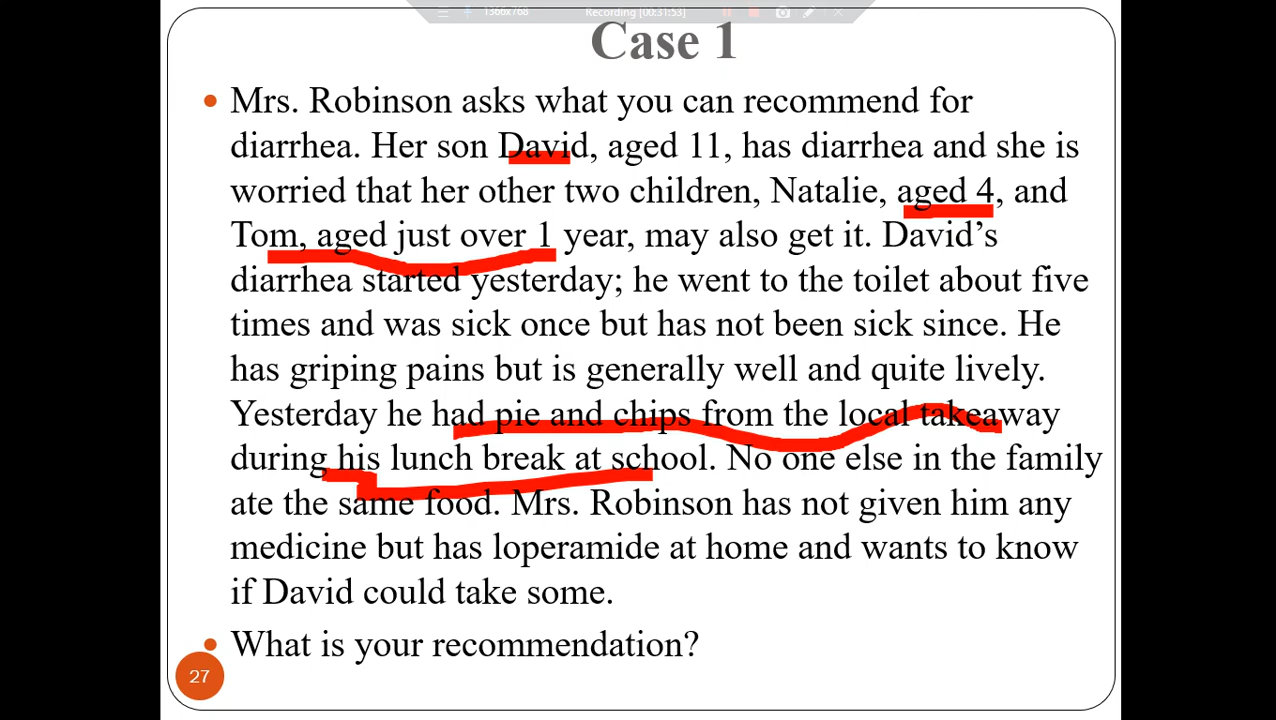 1366x768 Recording [00:31:53]
Case 1
Mrs. Robinson asks what you can recommend for
diarrhea. Her son David, aged 11, has diarrhea and she is
worried that her other two children, Natalie, aged 4, and
Tom, aged just over 1 year, may also get it. David’s
diarrhea started yesterday; he went to the toilet about five
times and was sick once but has not been sick since. He
has griping pains but is generally well and quite lively.
Yesterday he had pie and chips from the local takeaway
during his lunch break at school. No one else in the family
ate the same food. Mrs. Robinson has not given him any
medicine but has loperamide at home and wants to know
if David could take some.
What is your recommendation?
27